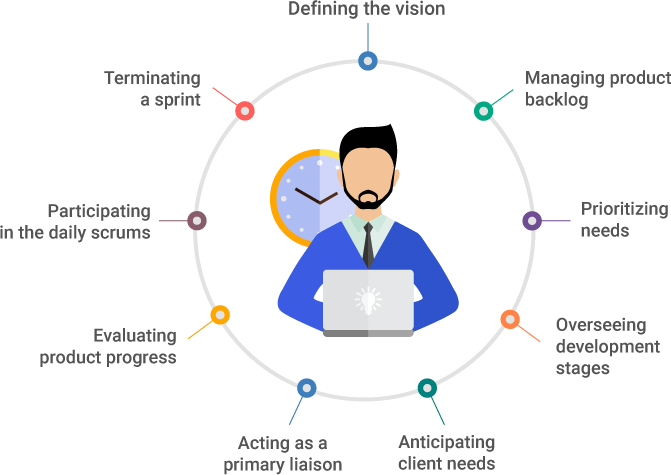 Defining the vision
Managing product
backlog
Prioritizing
needs
Overseeing
development
stages
Anticipating
client needs
Acting as a
primary liaison
Evaluating
product progress
Participating
in the daily scrums
Terminating
a sprint